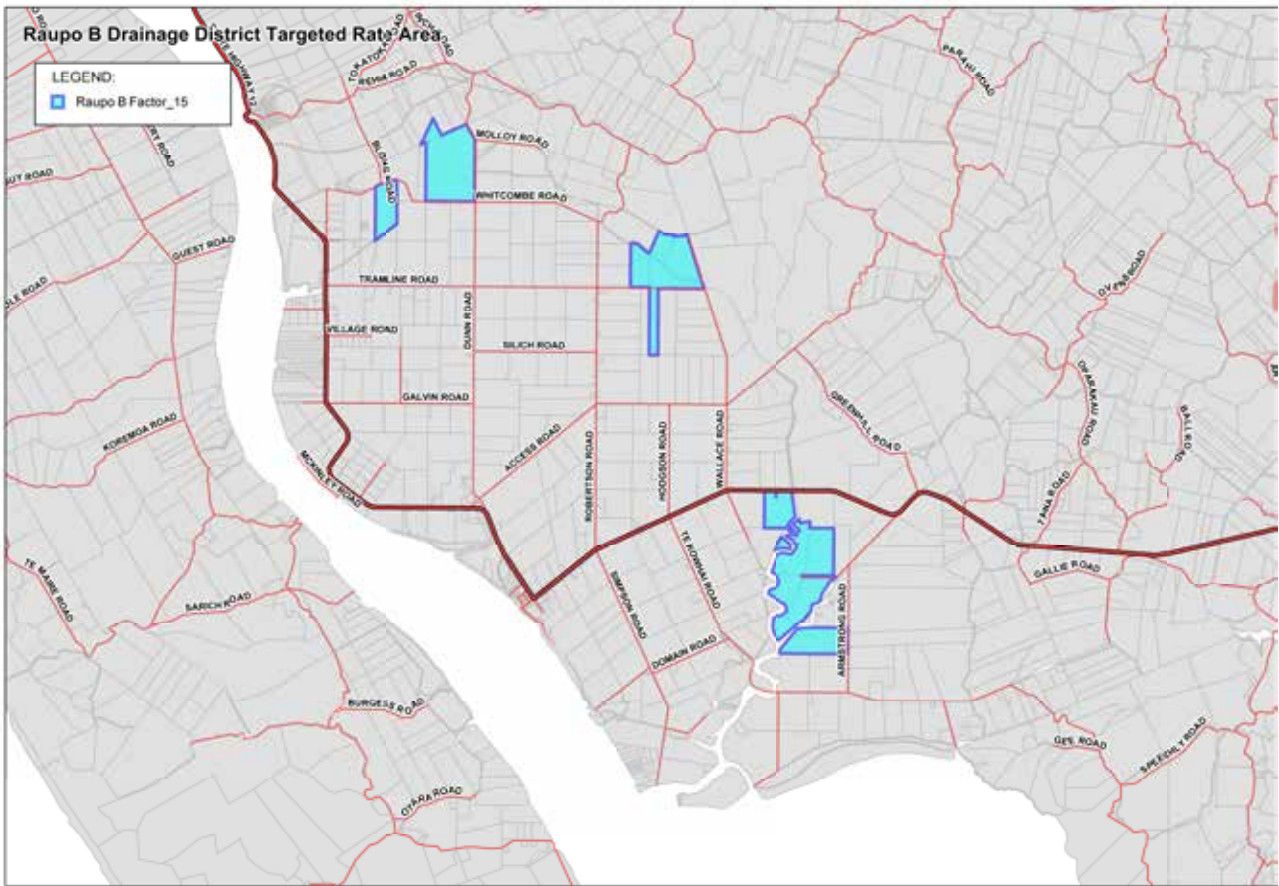 Raupo B Drainage District Targeted Rate Area
LEGEND:
Raupo B Factor_15
TOKATOKA ROAD
REHIA ROAD
PARAHI ROAD
MOLLOY ROAD
WHITCOMBE ROAD
GUEST ROAD
TRAMLINE ROAD
VILLAGE ROAD
DUNN ROAD
SILICH ROAD
GALVIN ROAD
ACCESS ROAD
ROBERTSON ROAD
HODGSON ROAD
WALLACE ROAD
GREENHILL ROAD
OPARAKAU ROAD
BALL ROAD
KOREMOA ROAD
MCKINLEY ROAD
GALLIE ROAD
TE MAIRE ROAD
SARICH ROAD
SIMPSON ROAD
TE KOWHAI ROAD
DOMAIN ROAD
ARMSTRONG ROAD
BURGESS ROAD
SPEEDILY ROAD
OYARA ROAD